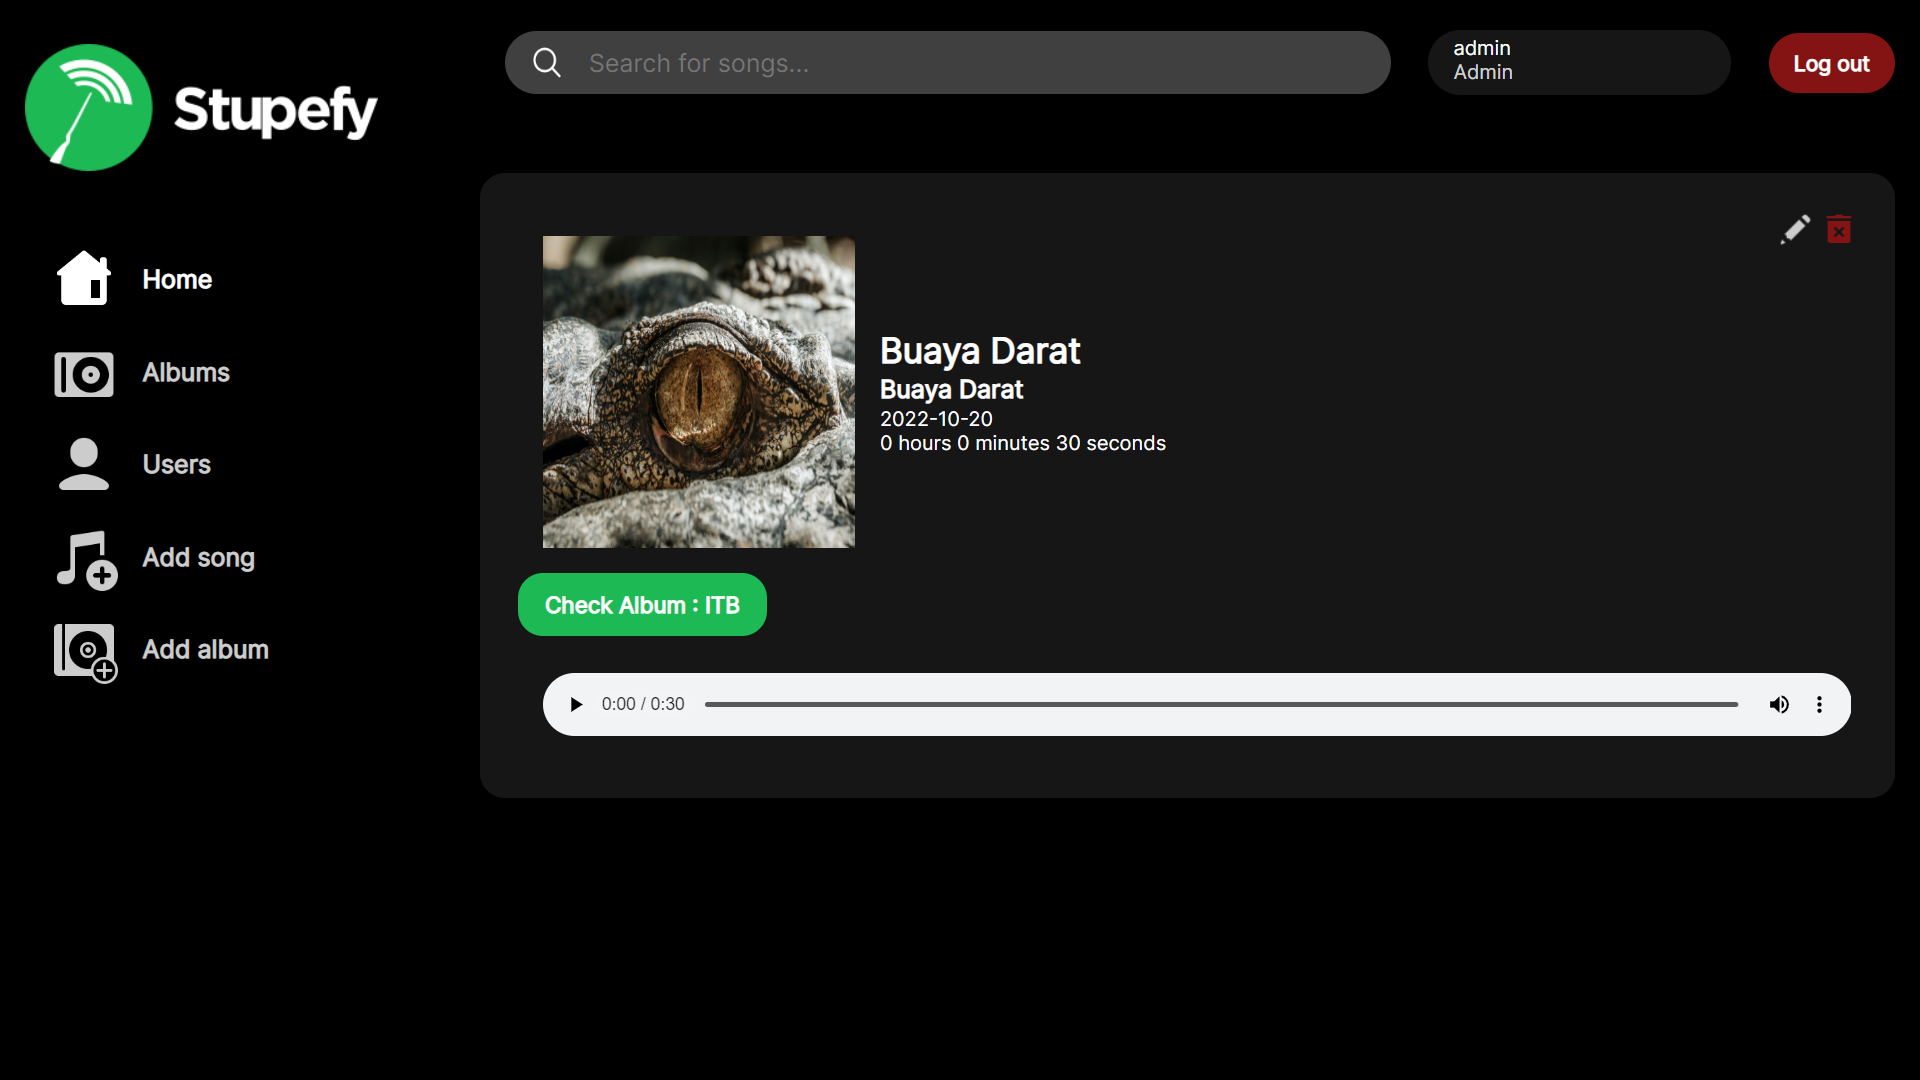 Stupefy
Search for songs...
admin
Admin
Log out
Home
Albums
Users
Add song
Add album
Buaya Darat
Buaya Darat
2022-10-20
0 hours 0 minutes 30 seconds
Check Album : ITB
0:00 / 0:30